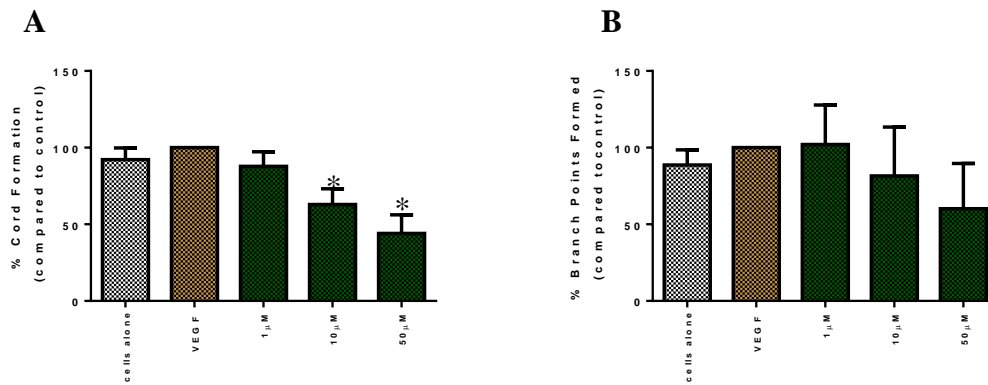 A
% Cord Formation
(compared to control)
150
100
50
0
*
*
cells alone
VEGF
1μM
10μM
50μM
B
% Branch Points Formed
(compared tocontrol)
150
100
50
0
cells alone
VEGF
1μM
10μM
50μM